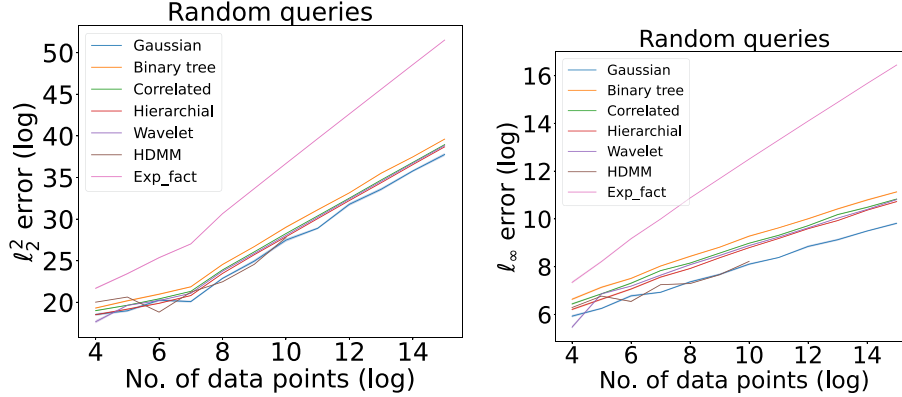 Random queries
50
45
40
35
30
25
20
4 6 8 10 12 14
ℓ₂² error (log)
No. of data points (log)
Gaussian
Binary tree
Correlated
Hierarchial
Wavelet
HDMM
Exp_fact
Random queries
16
14
12
10
8
6
4 6 8 10 12 14
ℓ∞ error (log)
No. of data points (log)
Gaussian
Binary tree
Correlated
Hierarchial
Wavelet
HDMM
Exp_fact